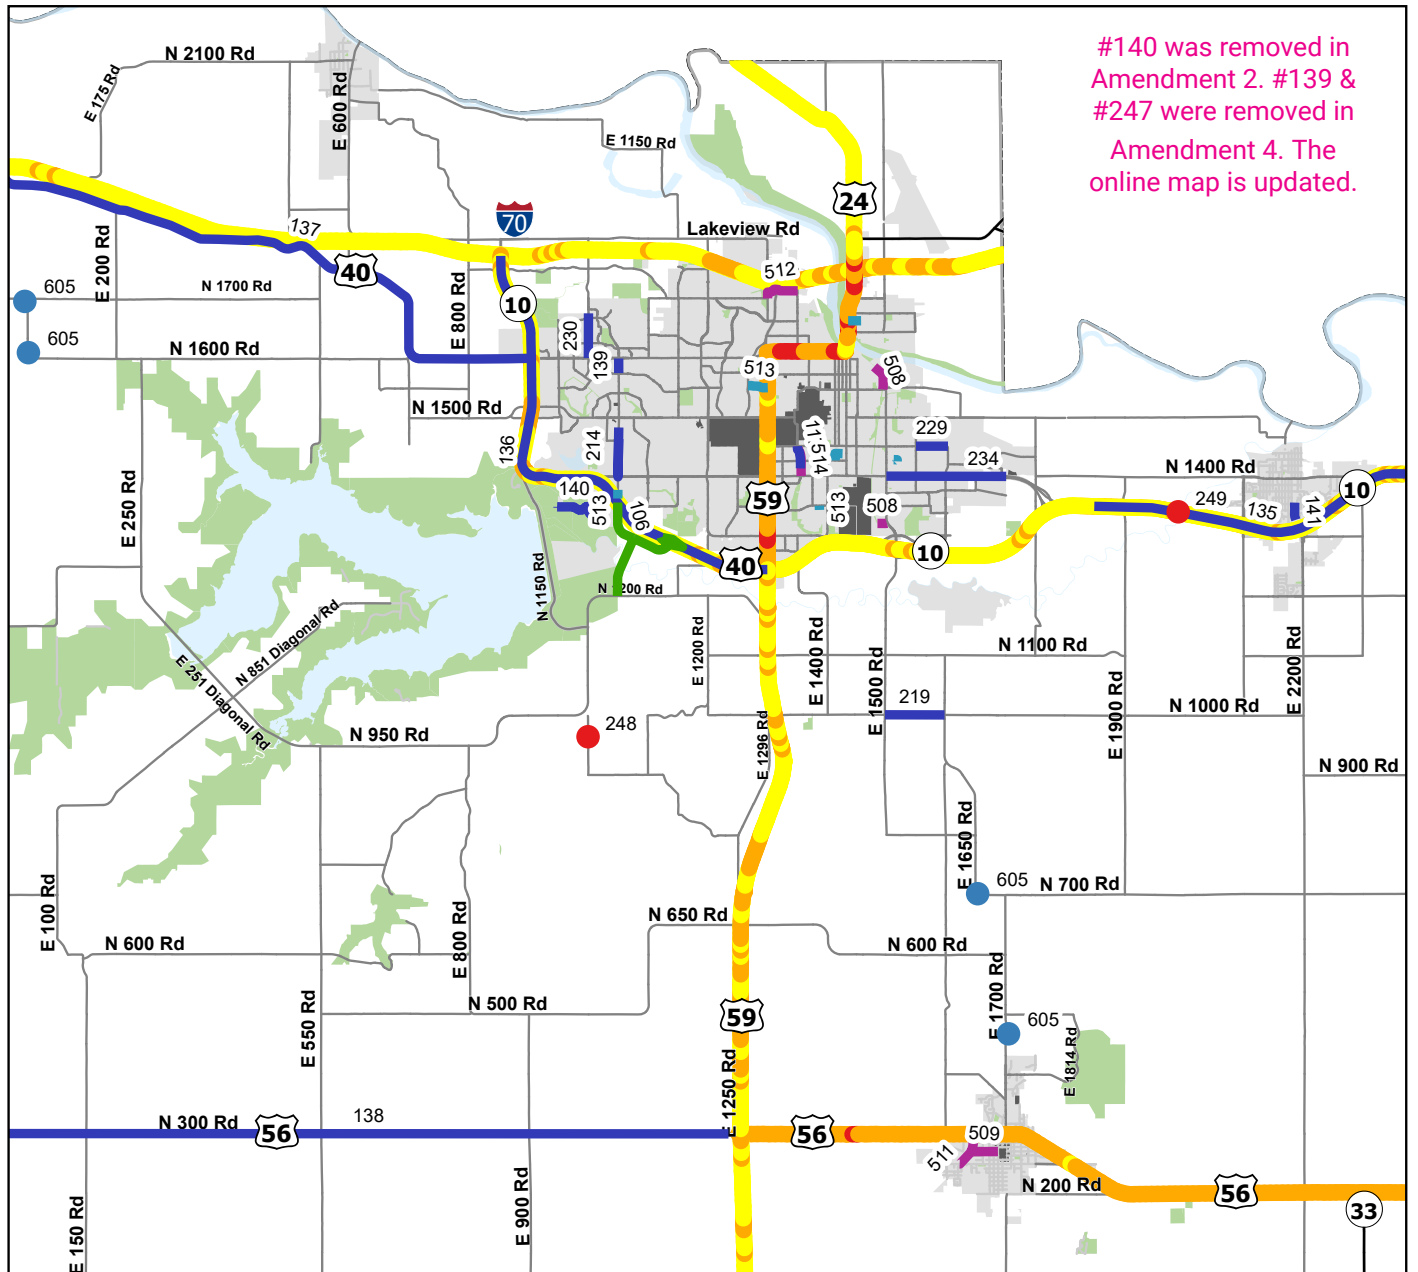 #140 was removed in
Amendment 2. #139 &
#247 were removed in
Amendment 4. The
online map is updated.
N 2100 Rd
E 175 Rd
E 600 Rd
E 1150 Rd
24
137
70
Lakeview Rd
E 200 Rd
40
512
605
N 1700 Rd
E 800 Rd
10
230
605
N 1600 Rd
139
513
508
N 1500 Rd
136
214
514
229
234
N 1400 Rd
E 250 Rd
140
513
106
59
513
508
249
135
141
10
10
40
N 1150 Rd
N 1200 Rd
N 851 Diagonal Rd
E 251 Diagonal Rd
E 1200 Rd
E 1400 Rd
N 1100 Rd
E 2200 Rd
E 1500 Rd
219
E 1900 Rd
N 1000 Rd
248
N 950 Rd
E 1296 Rd
N 900 Rd
E 1650 Rd
605
N 700 Rd
E 100 Rd
N 650 Rd
E 800 Rd
N 600 Rd
N 600 Rd
E 1700 Rd
N 500 Rd
E 550 Rd
59
605
E 1814 Rd
E 1250 Rd
138
N 300 Rd
56
56
509
511
N 200 Rd
56
33
E 150 Rd
E 900 Rd